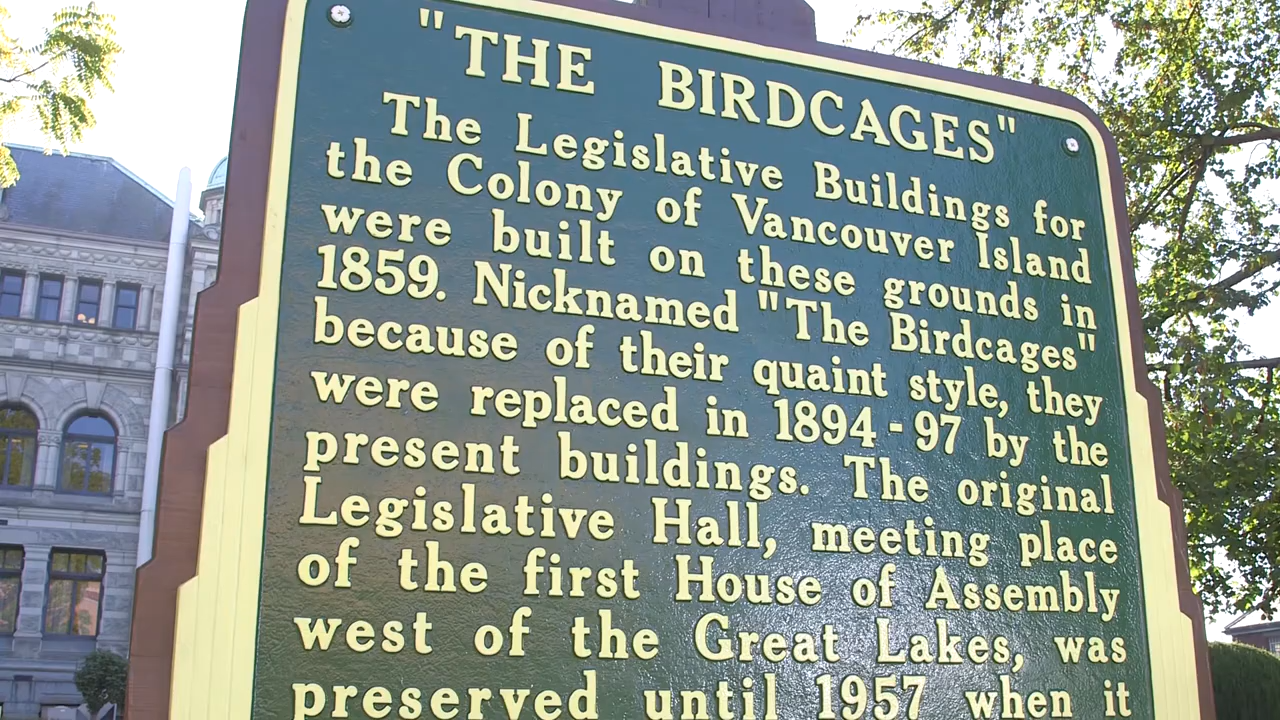 "THE BIRDCAGES"
The Legislative Buildings for
the Colony of Vancouver Island
were built on these grounds in
1859. Nicknamed "The Birdcages"
because of their quaint style, they
were replaced in 1894-97 by the
present buildings. The original
Legislative Hall, meeting place
of the first House of Assembly
west of the Great Lakes, was
preserved until 1957 when it